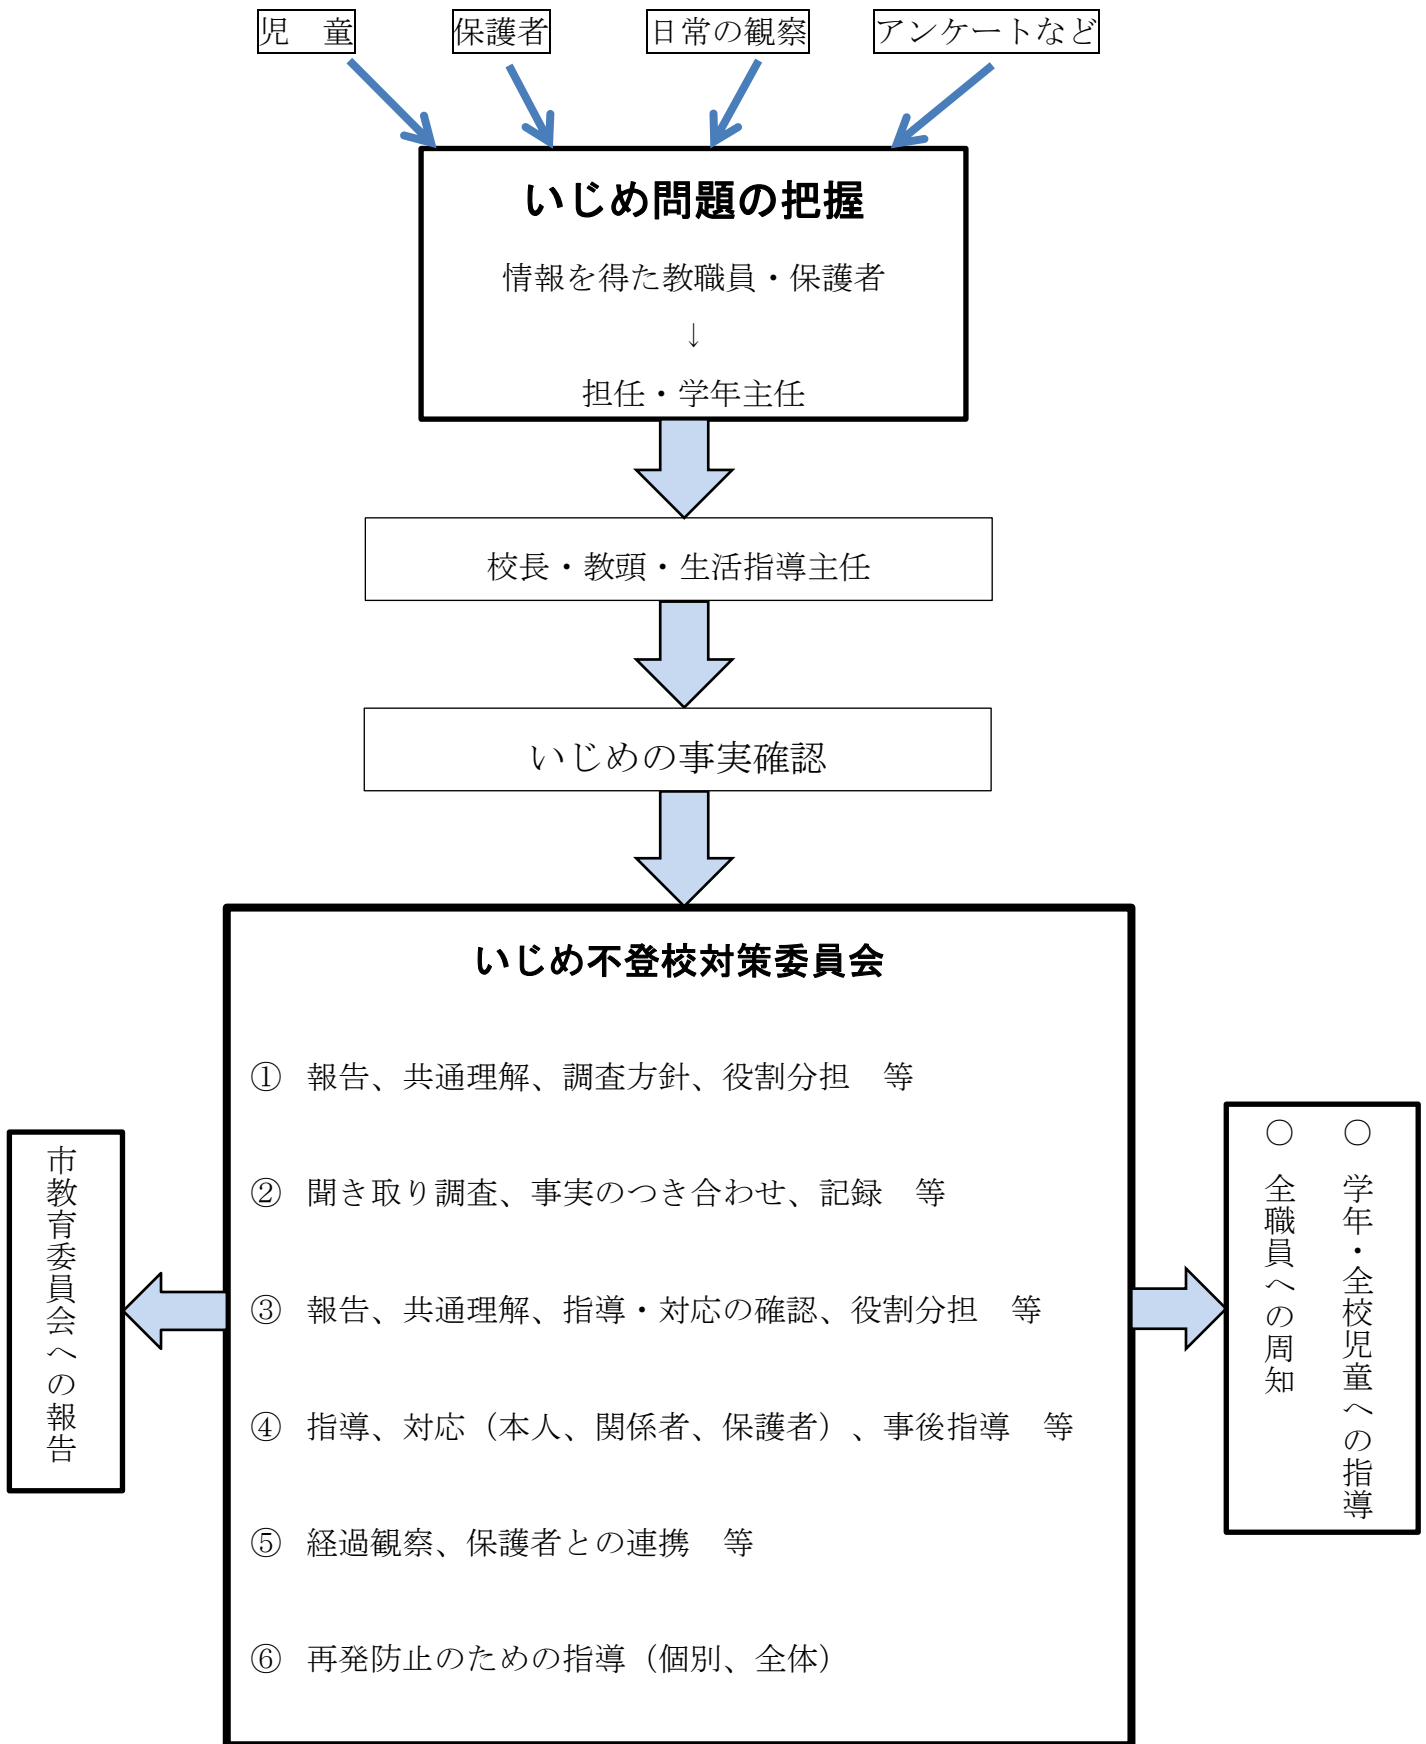 児　童
保護者
日常の観察
アンケートなど
いじめ問題の把握
情報を得た教職員・保護者
↓
担任・学年主任
校長・教頭・生活指導主任
いじめの事実確認
いじめ不登校対策委員会
① 報告、共通理解、調査方針、役割分担　等
② 聞き取り調査、事実のつき合わせ、記録　等
③ 報告、共通理解、指導・対応の確認、役割分担　等
④ 指導、対応（本人、関係者、保護者）、事後指導　等
⑤ 経過観察、保護者との連携　等
⑥ 再発防止のための指導（個別、全体）
市教育委員会への報告
○ 学年・全校児童への指導
○ 全職員への周知